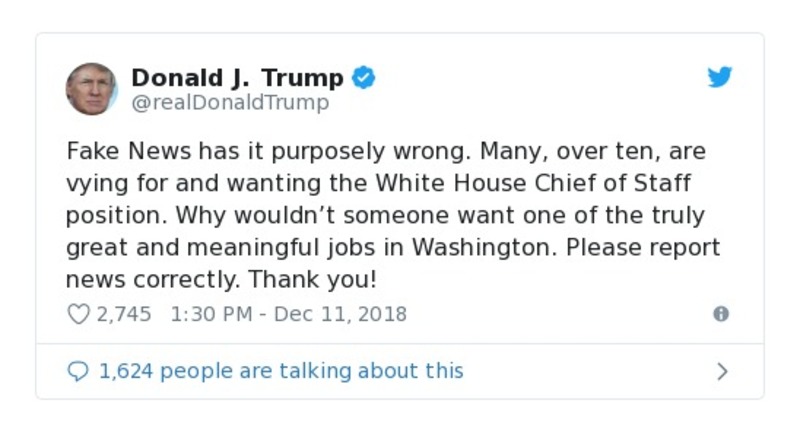 Donald J. Trump
@realDonaldTrump
Fake News has it purposely wrong. Many, over ten, are
vying for and wanting the White House Chief of Staff
position. Why wouldn’t someone want one of the truly
great and meaningful jobs in Washington. Please report
news correctly. Thank you!
2,745 1:30 PM - Dec 11, 2018
1,624 people are talking about this